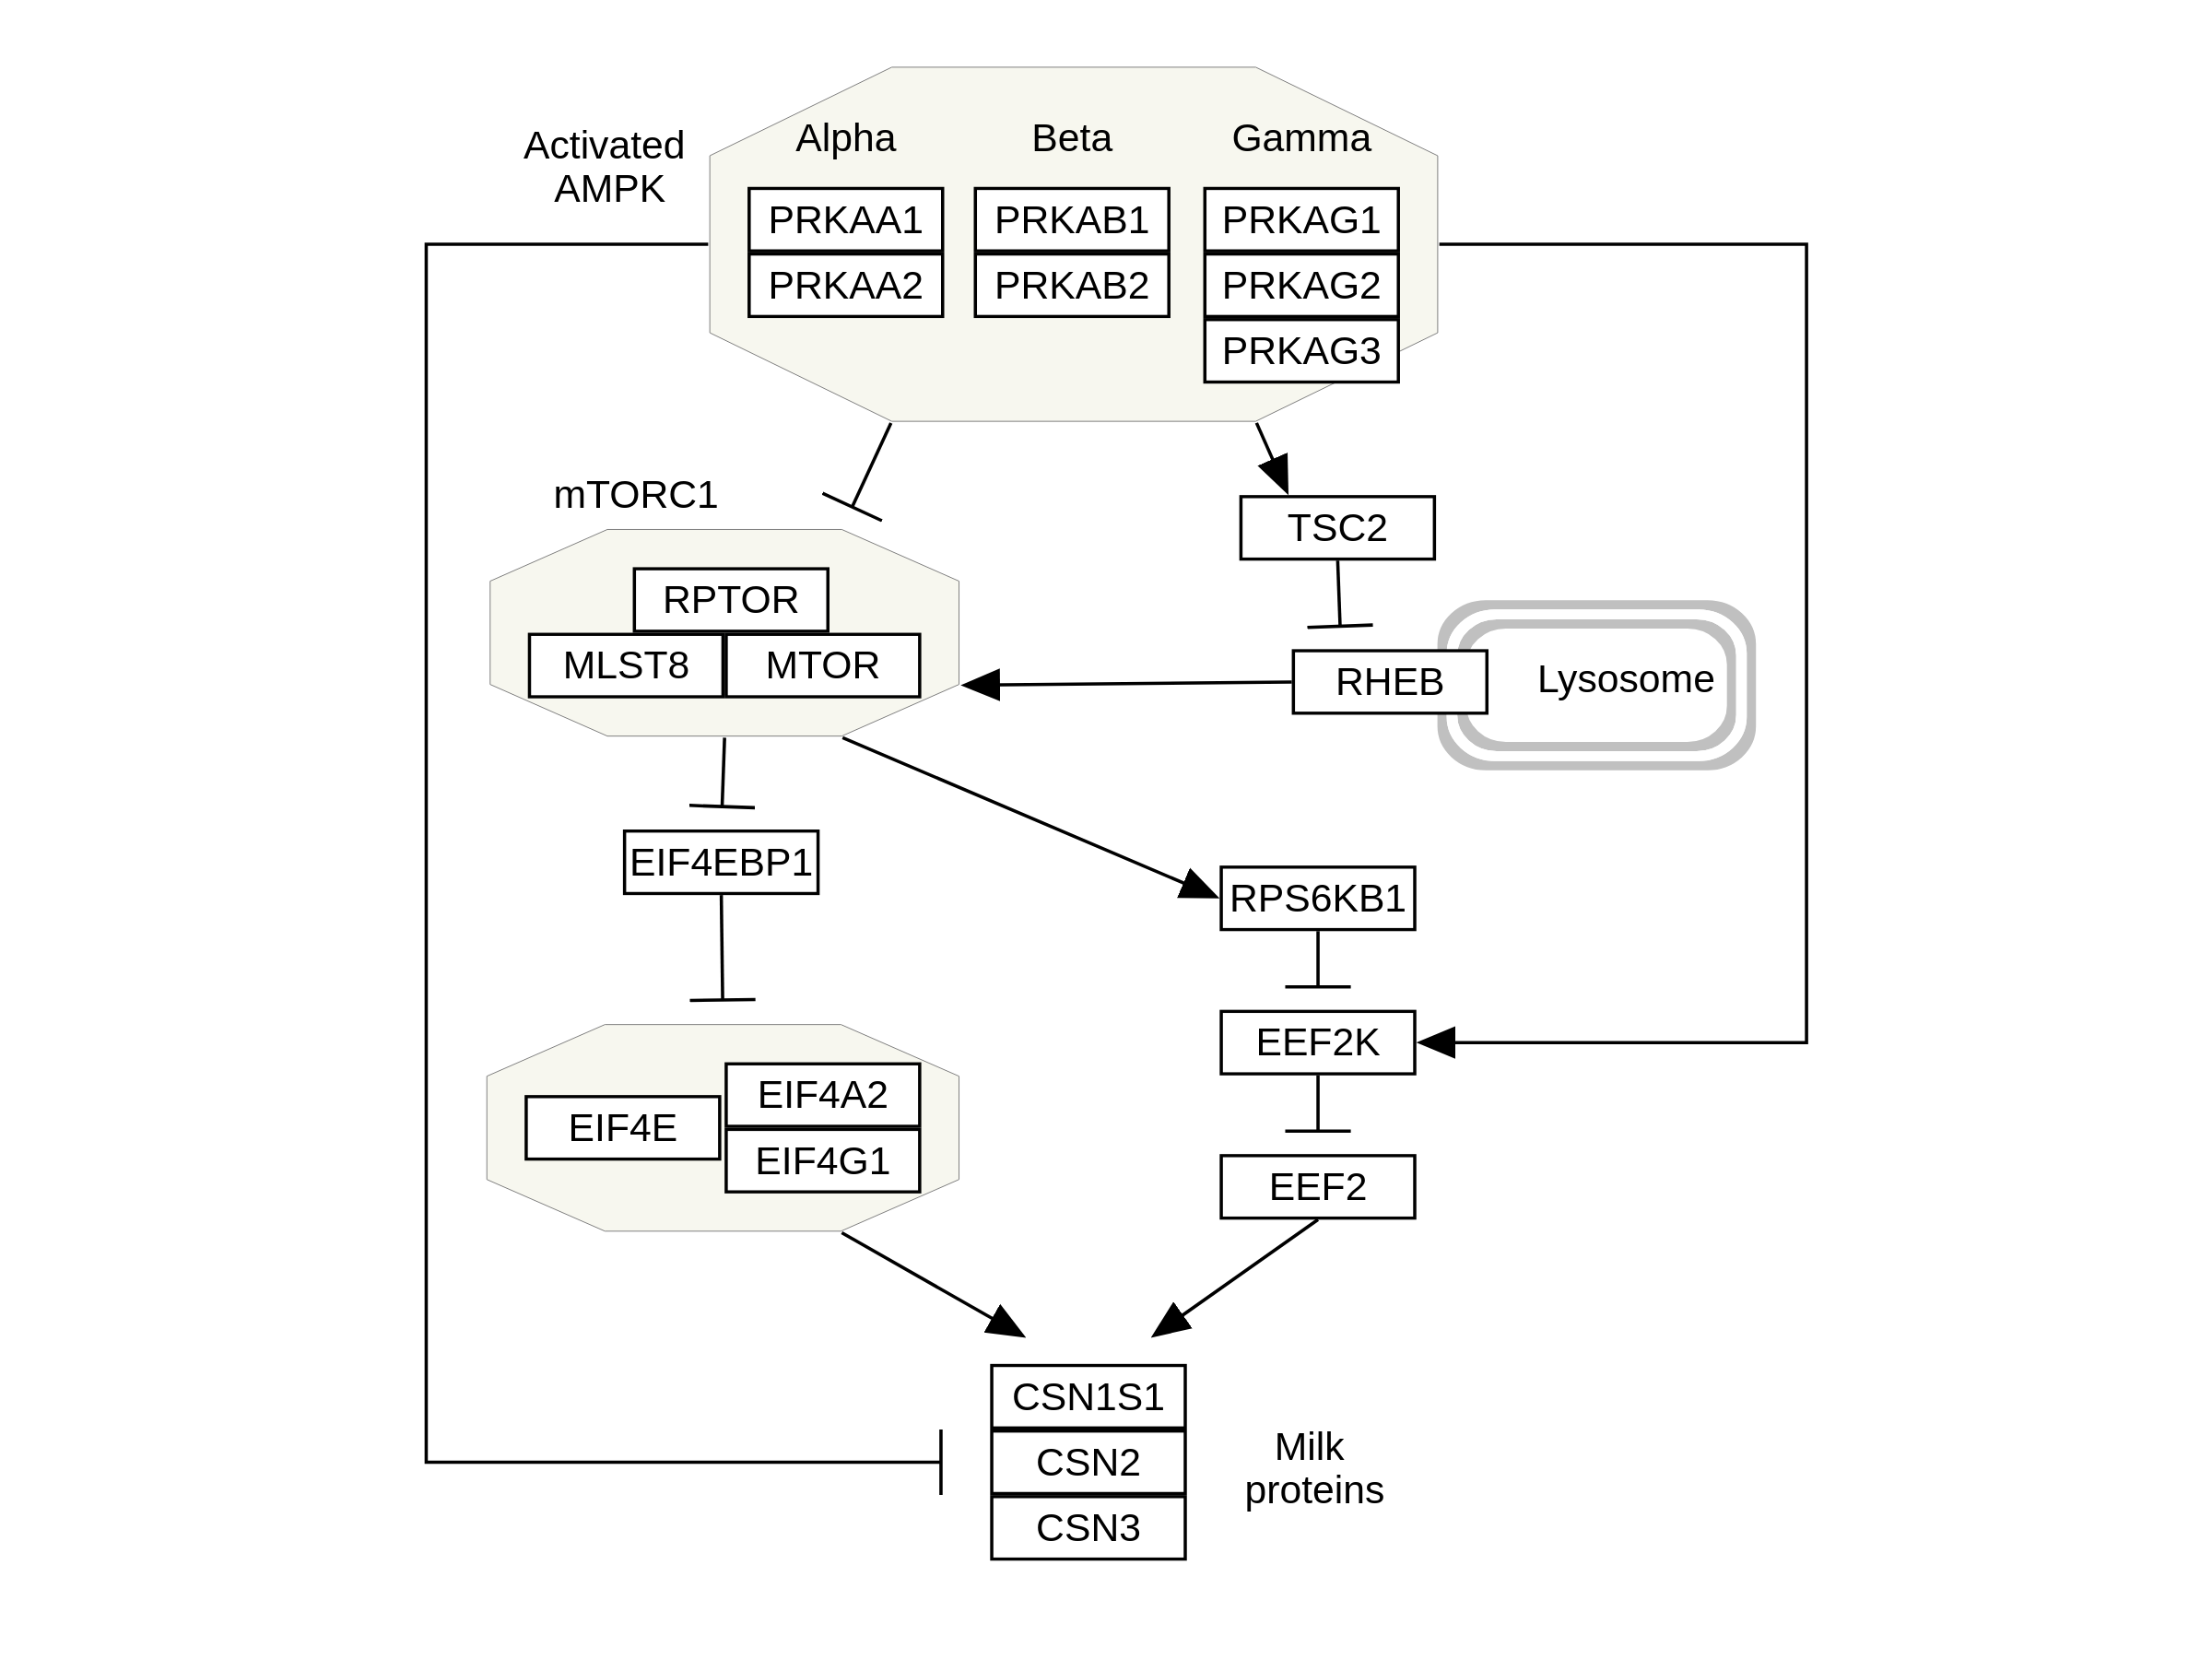 Activated
AMPK
Alpha
Beta
Gamma
PRKAA1
PRKAB1
PRKAG1
PRKAA2
PRKAB2
PRKAG2
PRKAG3
mTORC1
TSC2
RPTOR
MLST8
MTOR
RHEB
Lysosome
EIF4EBP1
RPS6KB1
EEF2K
EIF4E
EIF4A2
EIF4G1
EEF2
CSN1S1
CSN2
CSN3
Milk
proteins